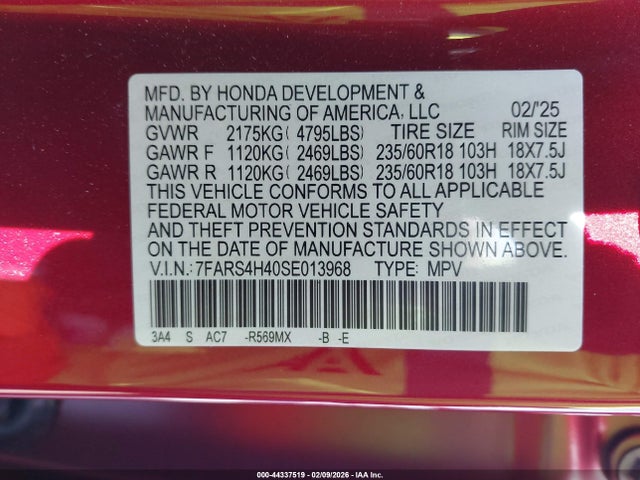 MFD. BY HONDA DEVELOPMENT &
MANUFACTURING OF AMERICA, LLC 02/'25
GVWR 2175KG( 4795LBS) TIRE SIZE RIM SIZE
GAWR F 1120KG( 2469LBS) 235/60R18 103H 18X7.5J
GAWR R 1120KG( 2469LBS) 235/60R18 103H 18X7.5J
THIS VEHICLE CONFORMS TO ALL APPLICABLE
FEDERAL MOTOR VEHICLE SAFETY
AND THEFT PREVENTION STANDARDS IN EFFECT
ON THE DATE OF MANUFACTURE SHOWN ABOVE.
V.I.N.: 7FARS4H40SE013968 TYPE: MPV
3A4 S AC7 -R569MX -B -E
000-44337519 - 02/09/2026 - IAA Inc.